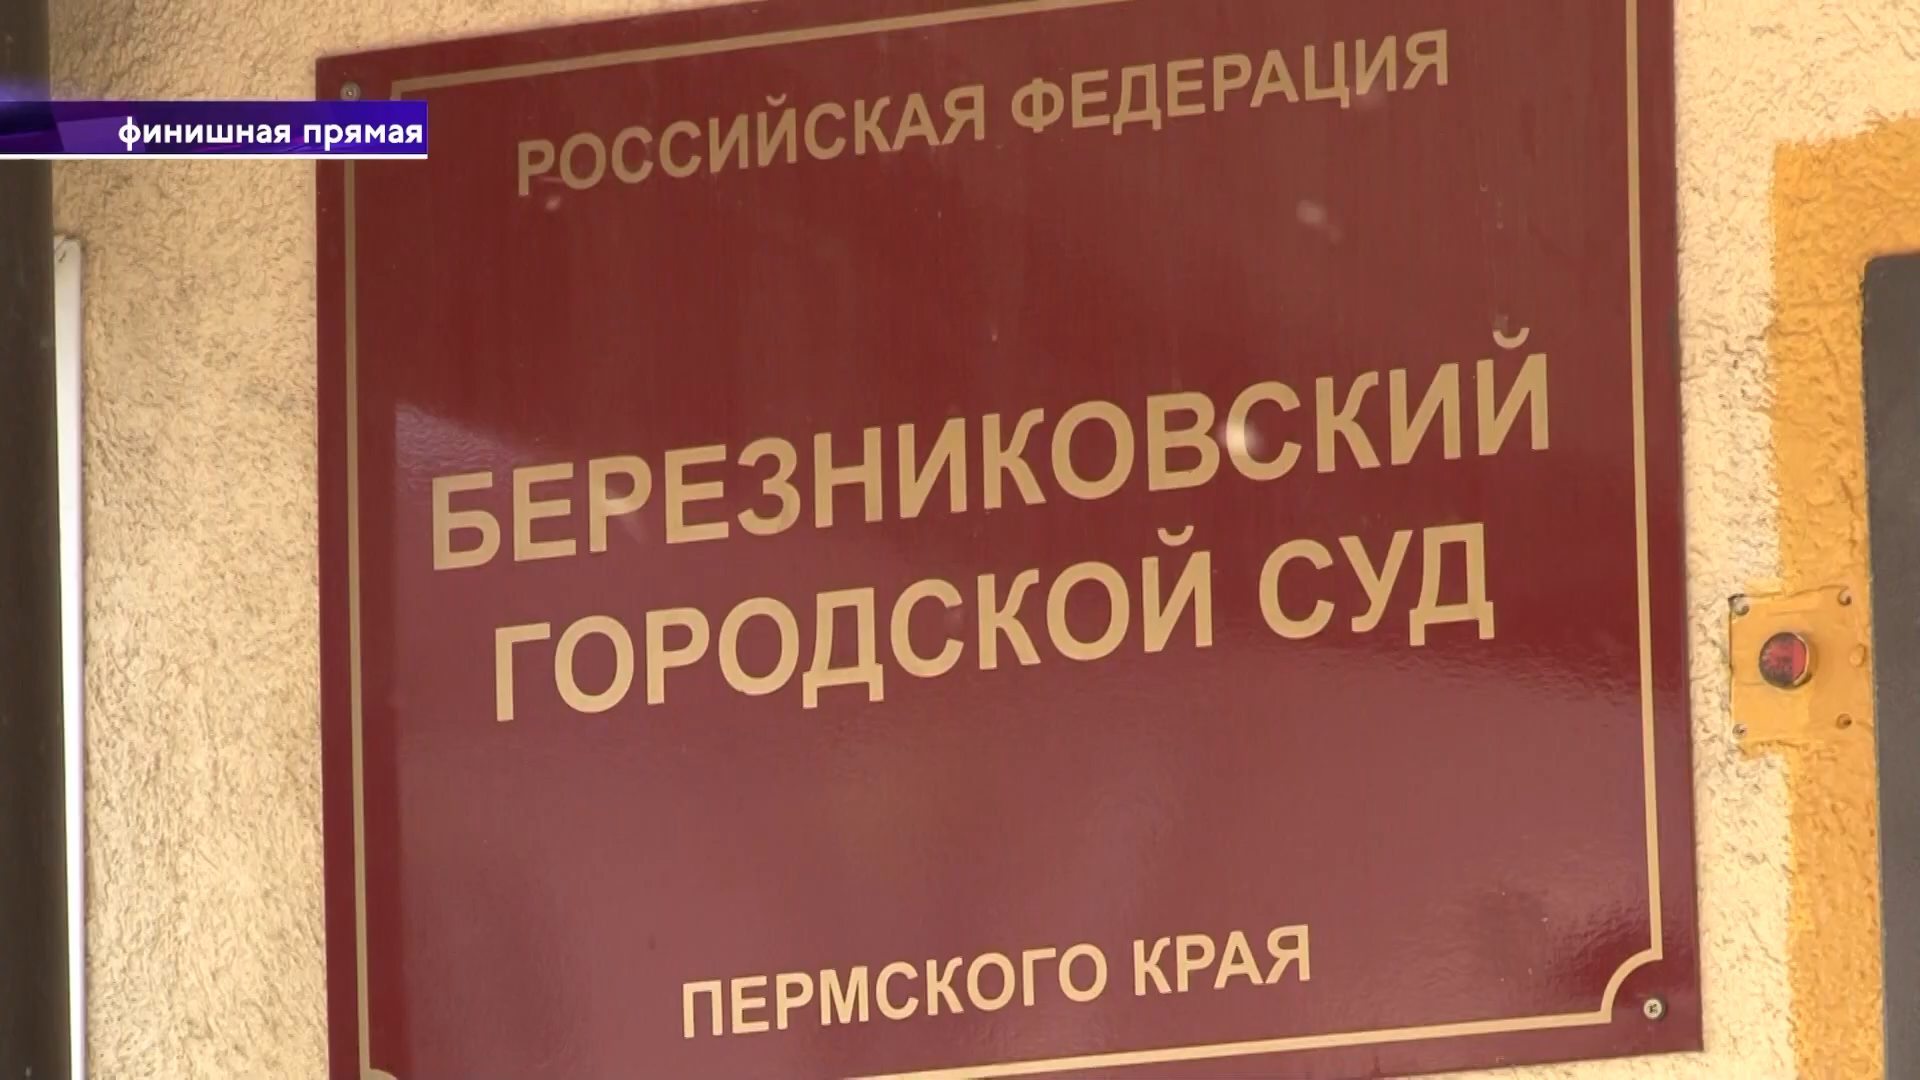 финишная прямая
РОССИЙСКАЯ ФЕДЕРАЦИЯ
БЕРЕЗНИКОВСКИЙ
ГОРОДСКОЙ СУД
ПЕРМСКОГО КРАЯ